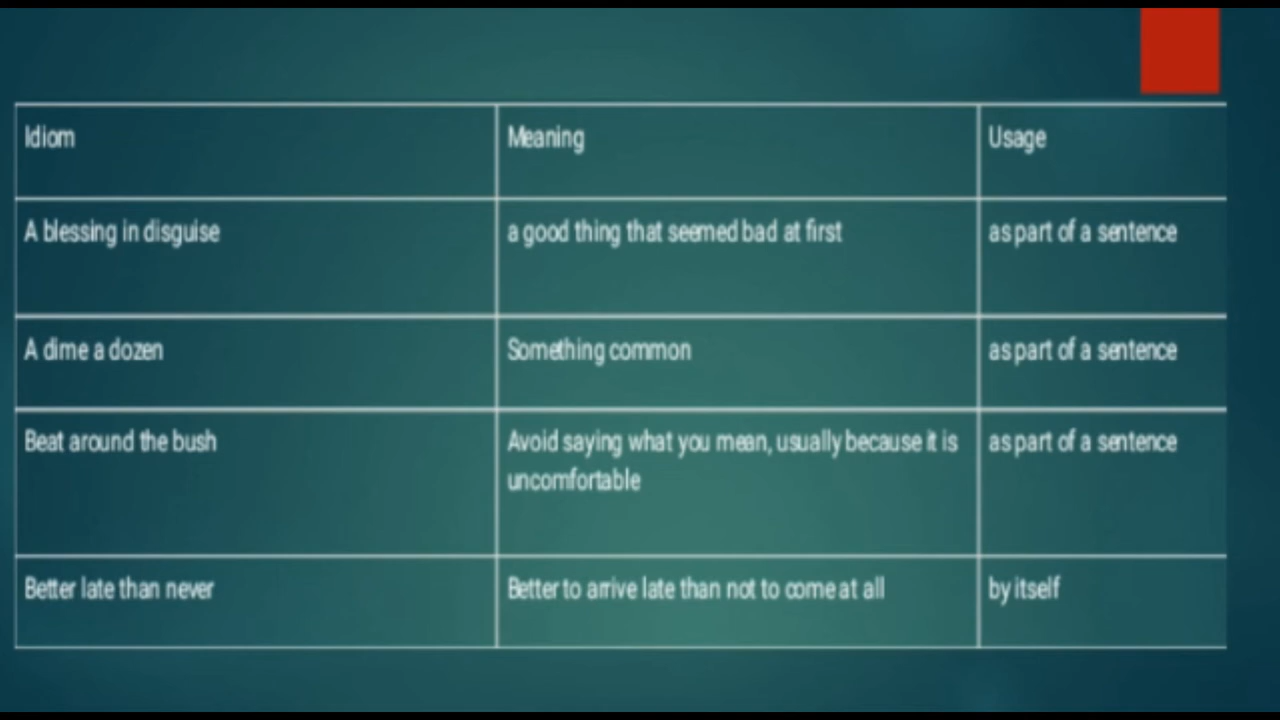 Idiom Meaning Usage
A blessing in disguise a good thing that seemed bad at first as part of a sentence
A dime a dozen Something common as part of a sentence
Beat around the bush Avoid saying what you mean, usually because it is as part of a sentence
uncomfortable
Better late than never Better to arrive late than not to come at all by itself